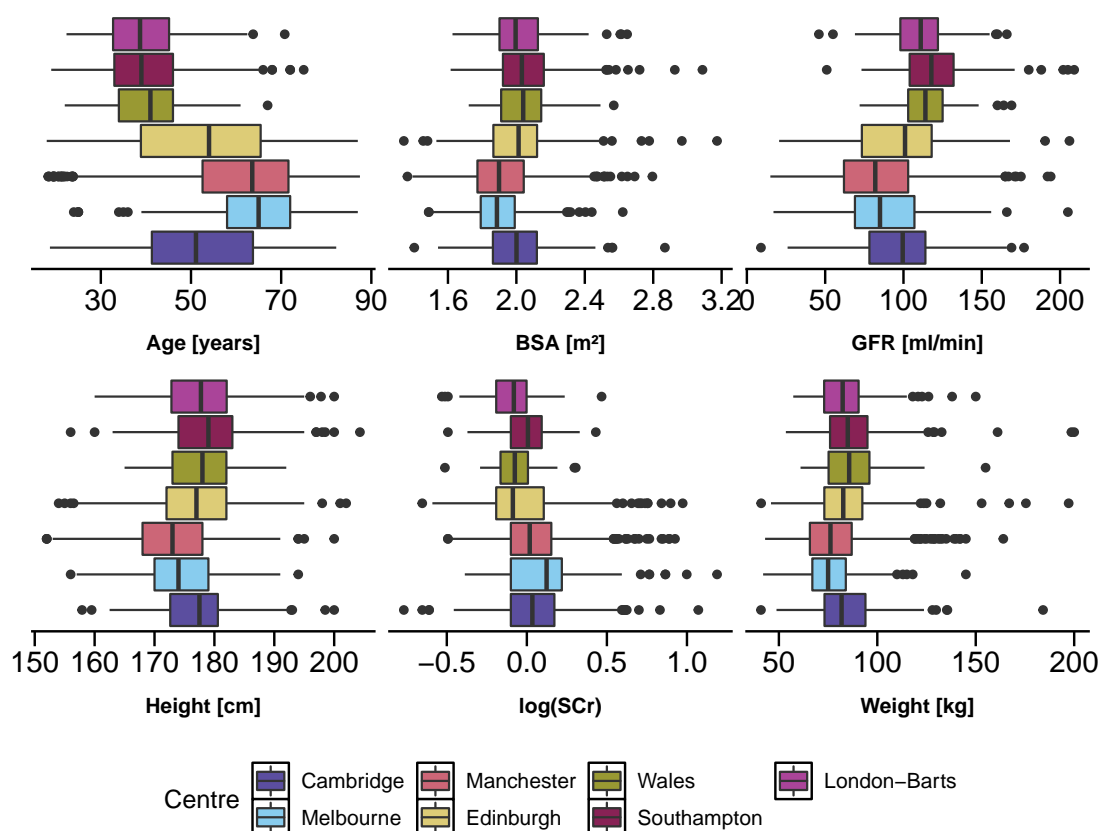 30 50 70 90
Age [years]
1.6 2.0 2.4 2.8 3.2
BSA [m²]
0 50 100 150 200
GFR [ml/min]
150 160 170 180 190 200
Height [cm]
−0.5 0.0 0.5 1.0
log(SCr)
50 100 150 200
Weight [kg]
Centre
Cambridge Manchester Wales London−Barts
Melbourne Edinburgh Southampton